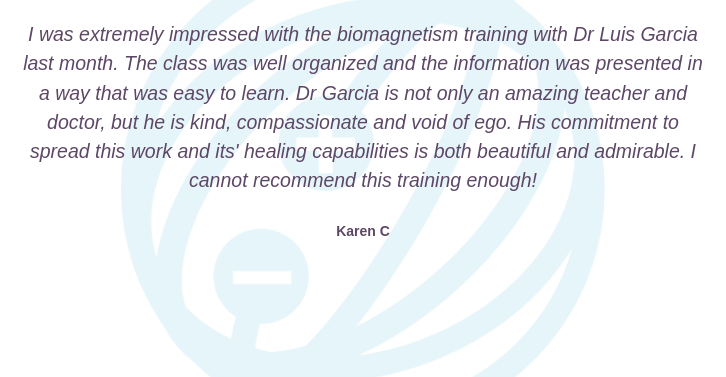 I was extremely impressed with the biomagnetism training with Dr Luis Garcia
last month. The class was well organized and the information was presented in
a way that was easy to learn. Dr Garcia is not only an amazing teacher and
doctor, but he is kind, compassionate and void of ego. His commitment to
spread this work and its' healing capabilities is both beautiful and admirable. I
cannot recommend this training enough!
Karen C